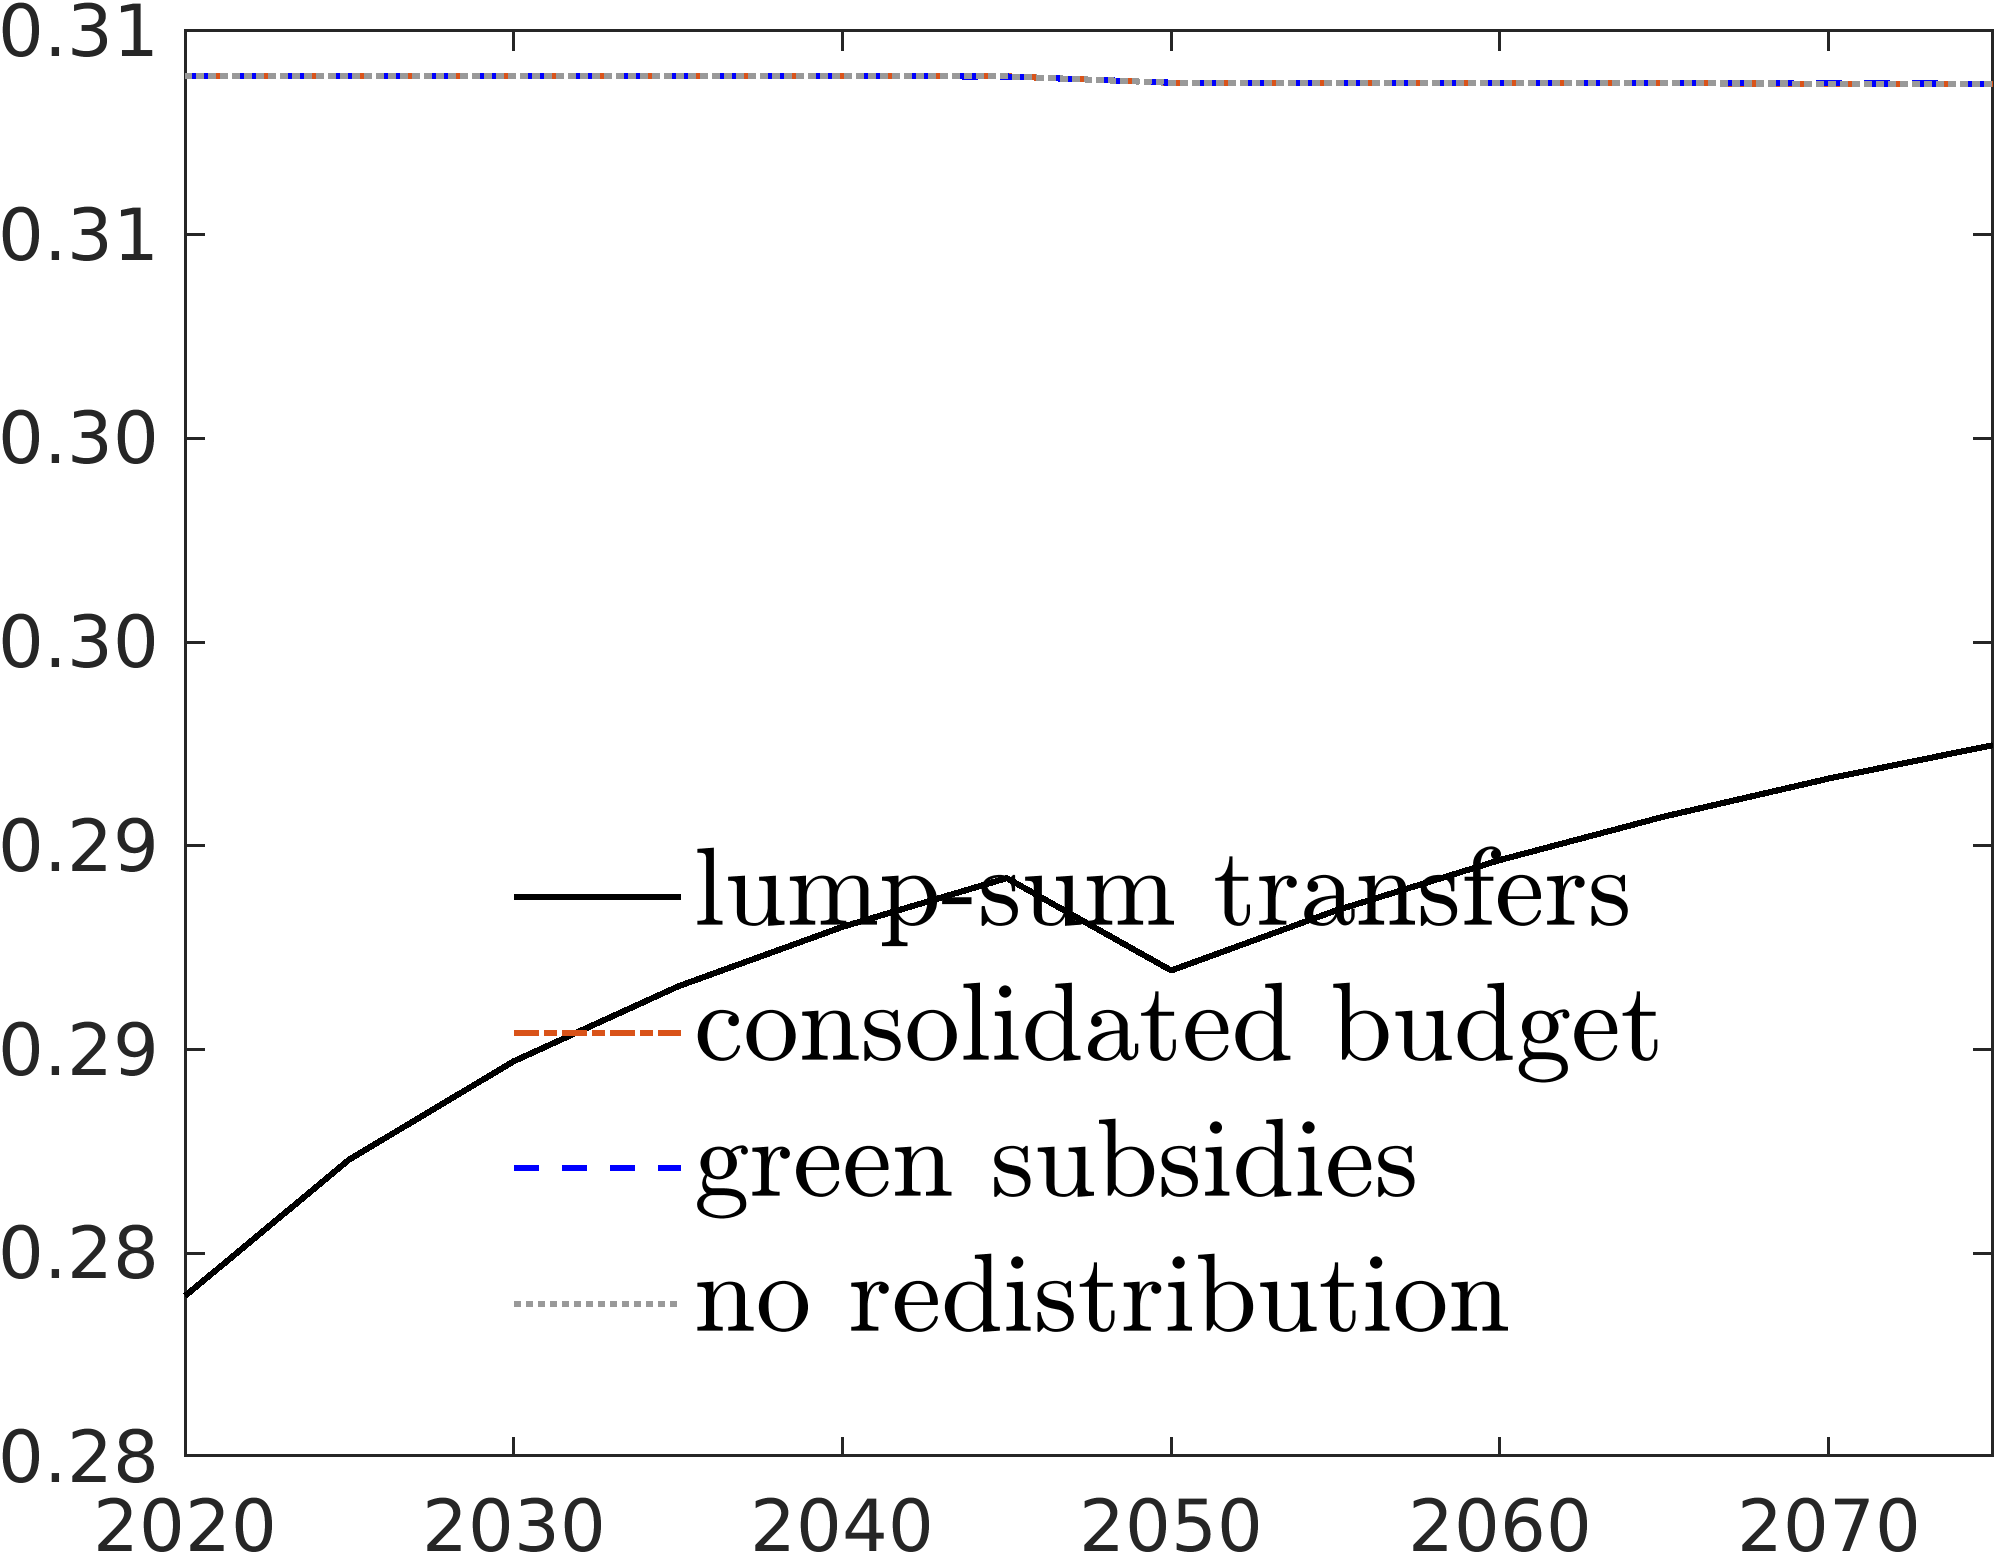 0.31
0.31
0.30
0.30
0.29
0.29
0.28
0.28
lump-sum transfers
consolidated budget
green subsidies
no redistribution
2020 2030 2040 2050 2060 2070